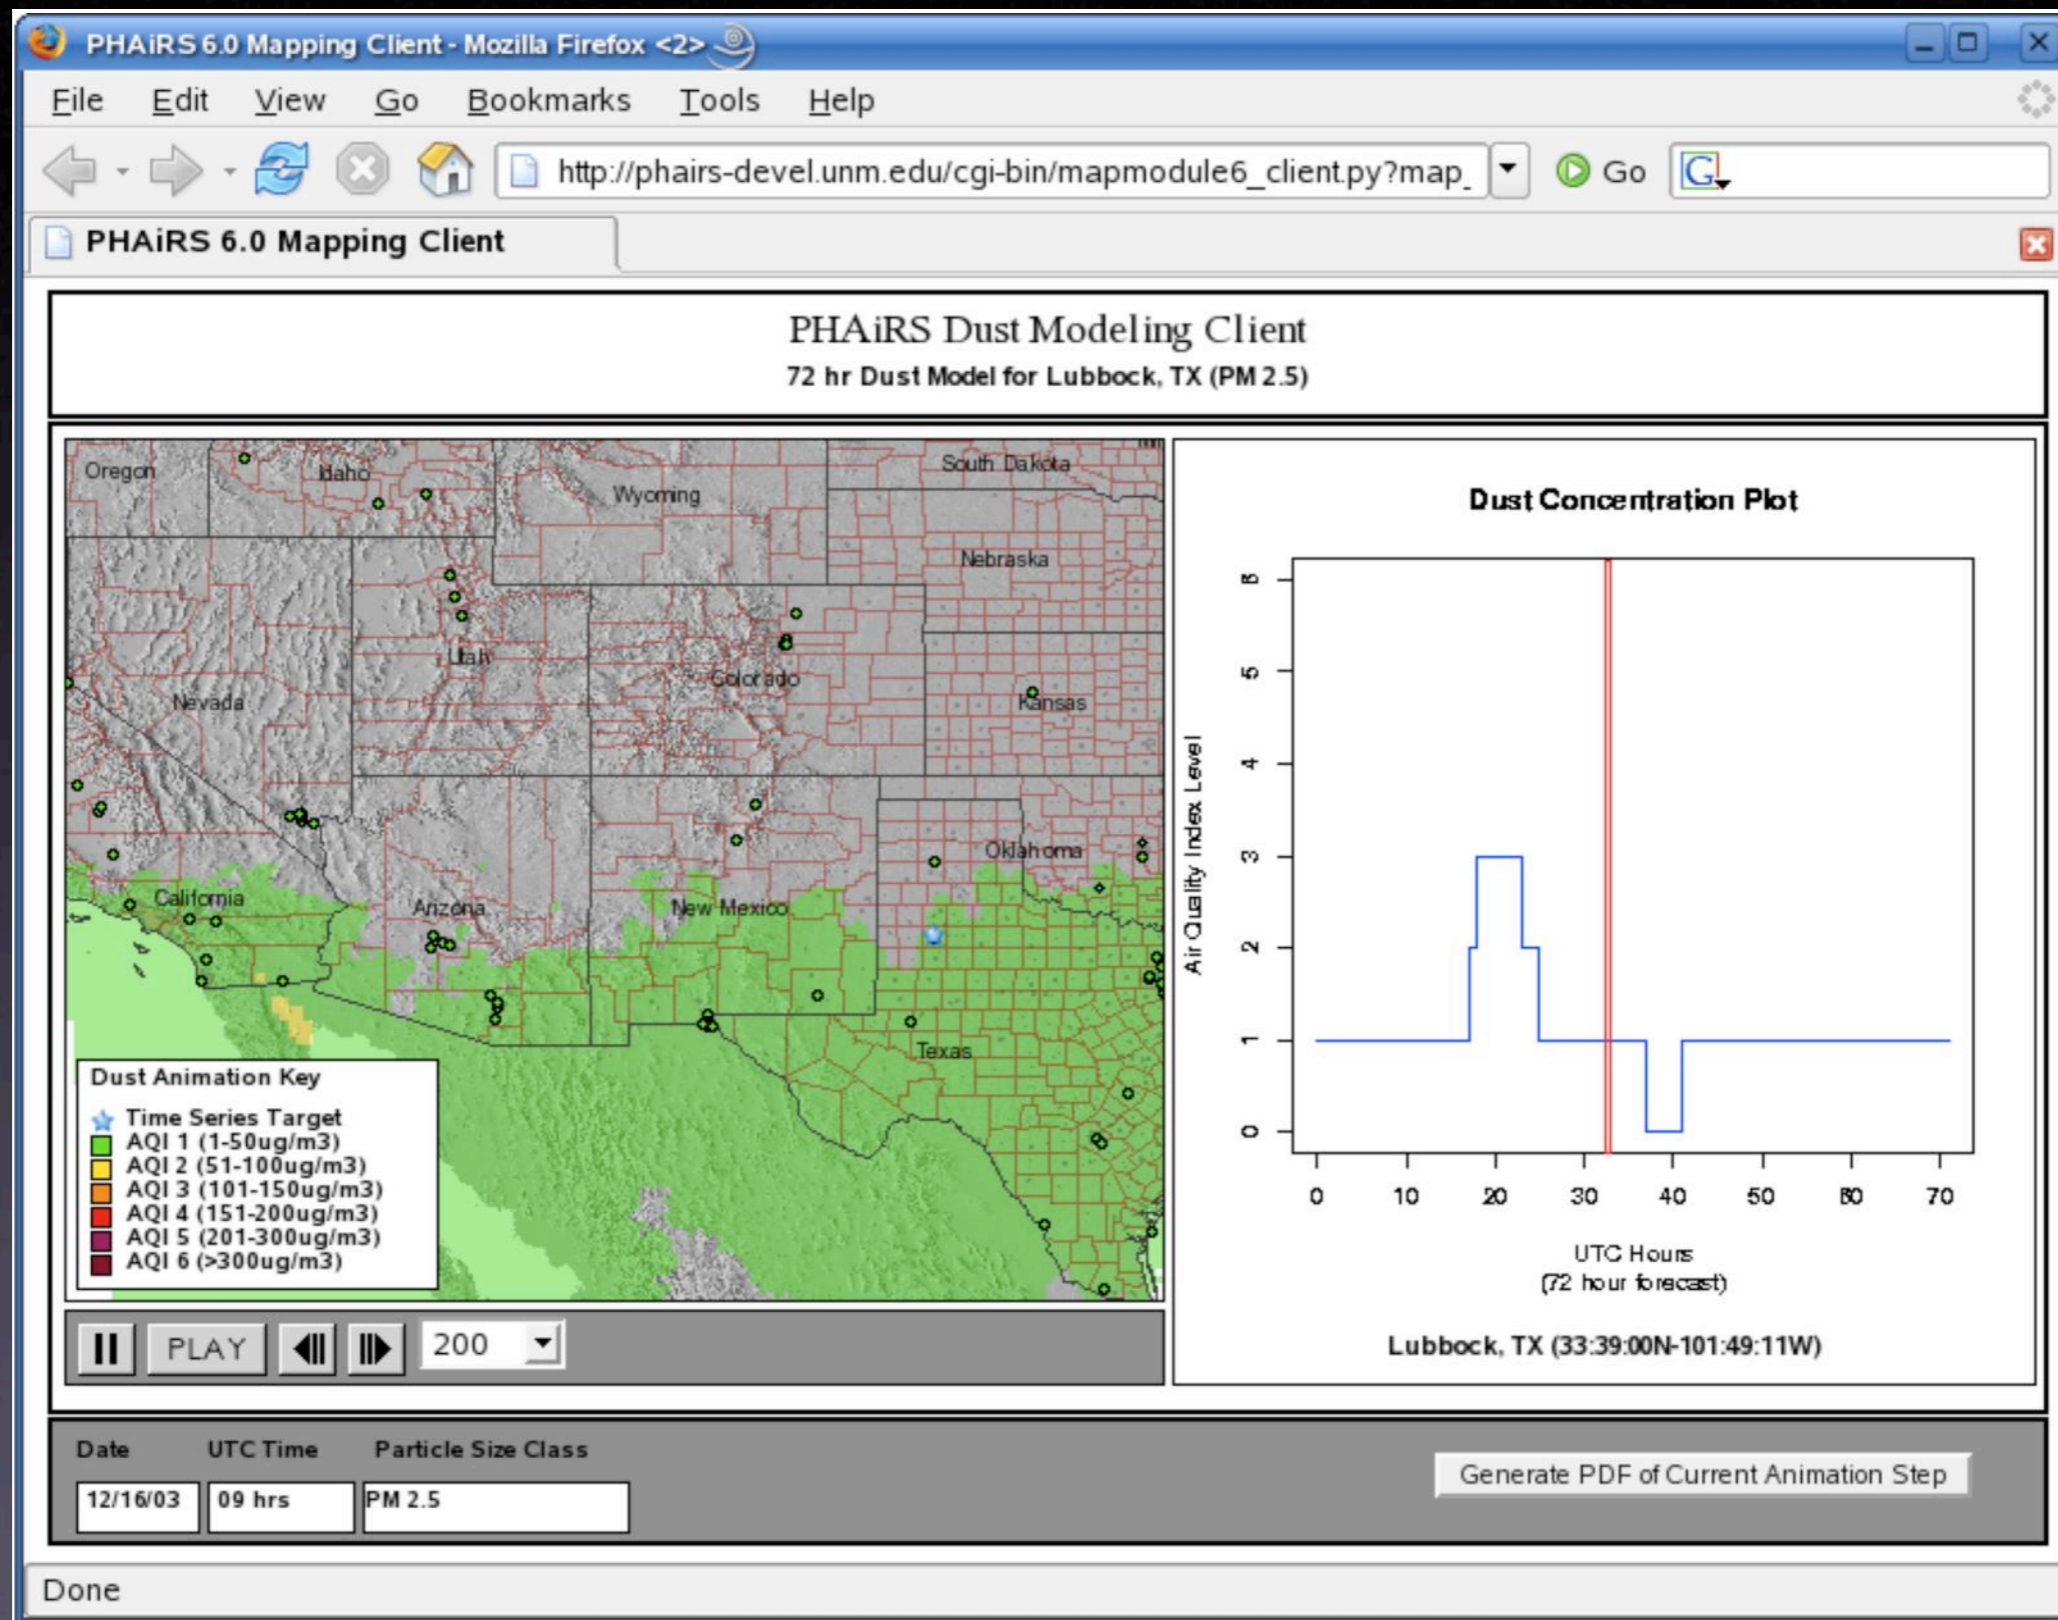 PHAiRS 6.0 Mapping Client - Mozilla Firefox <2>
File Edit View Go Bookmarks Tools Help
http://phairs-devel.unm.edu/cgi-bin/mapmodule6_client.py?map_ Go G
PHAiRS 6.0 Mapping Client
PHAiRS Dust Modeling Client
72 hr Dust Model for Lubbock, TX (PM 2.5)
Oregon
Idaho
Wyoming
South Dakota
Nebraska
Utah
Colorado
Nevada
Kansas
Oklahoma
California
Arizona
New Mexico
Texas
Dust Animation Key
Time Series Target
AQI 1 (1-50ug/m3)
AQI 2 (51-100ug/m3)
AQI 3 (101-150ug/m3)
AQI 4 (151-200ug/m3)
AQI 5 (201-300ug/m3)
AQI 6 (>300ug/m3)
PLAY 200
Dust Concentration Plot
Air Quality Index Level
6
5
4
3
2
1
0
0 10 20 30 40 50 60 70
UTC Hours
(72 hour forecast)
Lubbock, TX (33:39:00N-101:49:11W)
Date UTC Time Particle Size Class
12/16/03 09 hrs PM 2.5
Generate PDF of Current Animation Step
Done